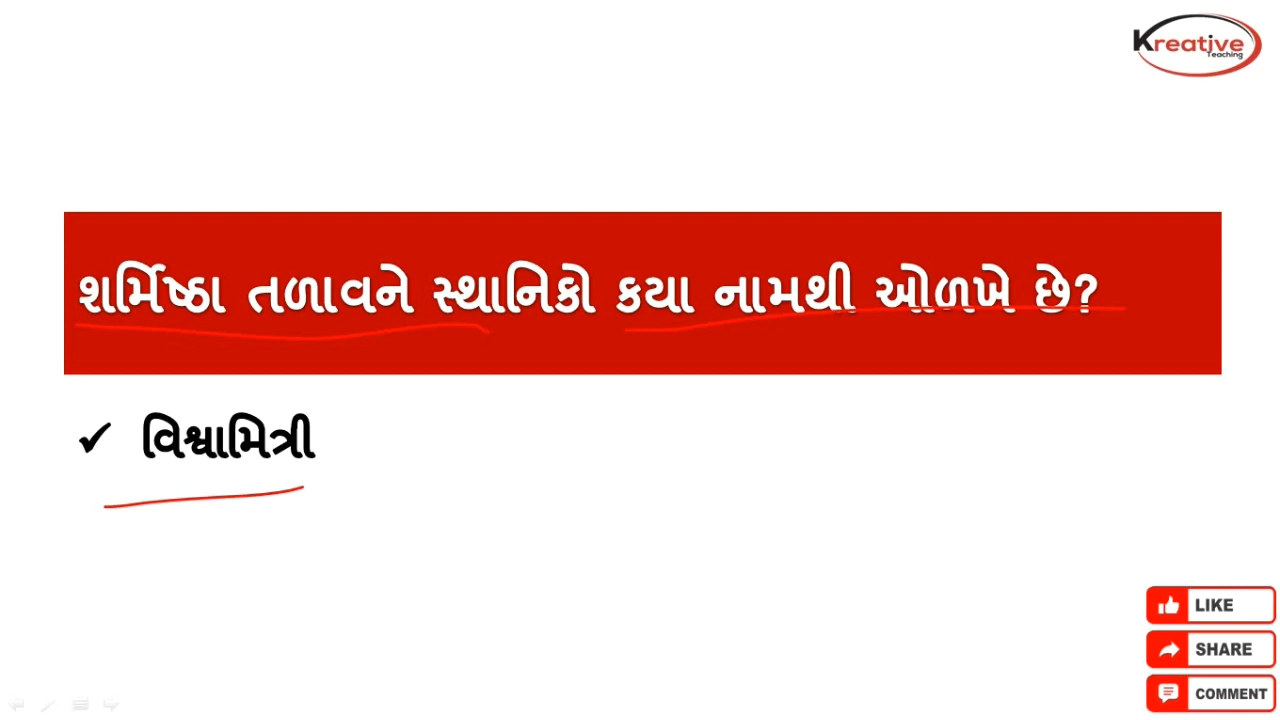 Kreative
Teaching
શર્મિષ્ઠા તળાવને સ્થાનિકો કયા નામથી ઓળખે છે?
✓ વિશ્વામિત્રી
LIKE
SHARE
COMMENT